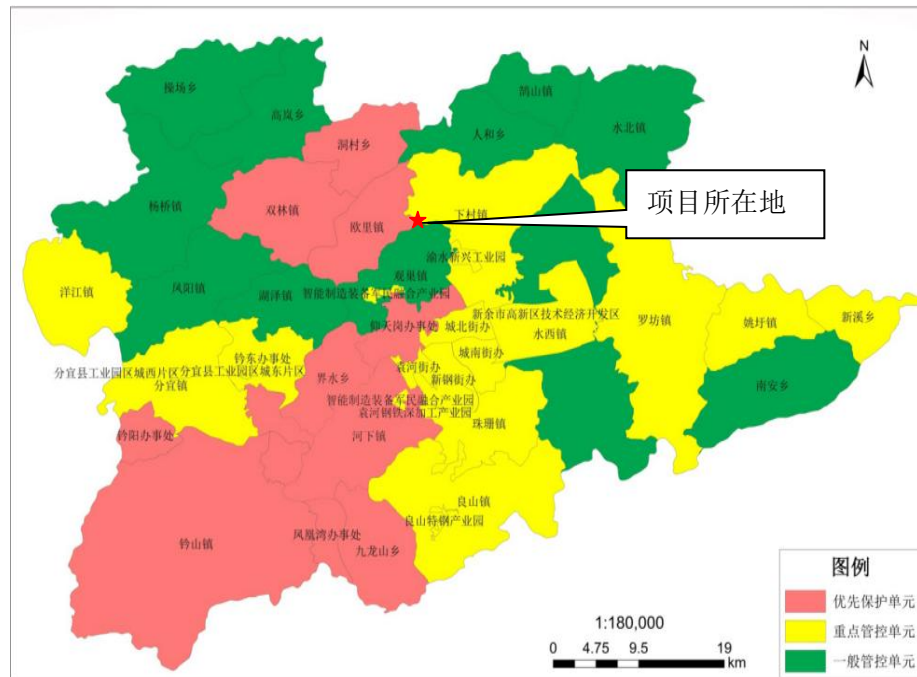 N
操场乡
高岚乡
洞村乡
鹄山镇
人和乡
水北镇
杨桥镇
双林镇
欧里镇
下村镇
项目所在地
渝水新兴工业园
观巢镇
洋江镇
凤阳镇
湖泽镇
智能制造装备军民融合产业园
新余市高新区技术经济开发区
罗坊镇
姚圩镇
新溪乡
仰天岗办事处
城北街办
水西镇
城南街办
钤东办事处
分宜县工业园区城西片区
分宜县工业园区城东片区
分宜镇
界水乡
袁河街办
新钢街办
南安乡
智能制造装备军民融合产业园
袁河钢铁深加工产业园
珠珊镇
钤阳办事处
河下镇
良山镇
良山特钢产业园
钤山镇
凤凰湾办事处
九龙山乡
图例
优先保护单元
重点管控单元
一般管控单元
1:180,000
0 4.75 9.5 19
km